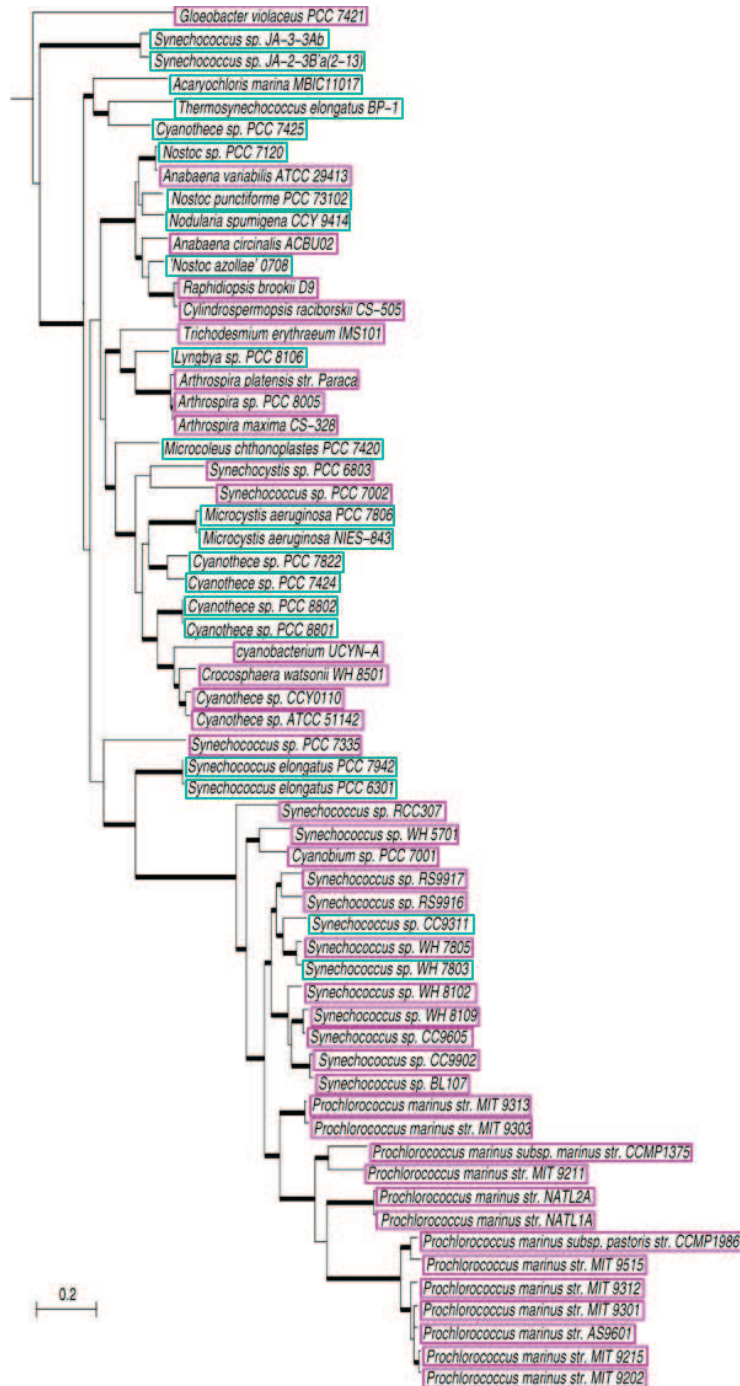 Gloeobacter violaceus PCC 7421
Synechococcus sp. JA-3-3Ab
Synechococcus sp. JA-2-3B'a(2-13)
Acaryochloris marina MBIC11017
Thermosynechococcus elongatus BP-1
Cyanothece sp. PCC 7425
Nostoc sp. PCC 7120
Anabaena variabilis ATCC 29413
Nostoc punctiforme PCC 73102
Nodularia spumigena CCY 9414
Anabaena circinalis ACBU02
'Nostoc azollae' 0708
Raphidiopsis brookii D9
Cylindrospermopsis raciborskii CS-505
Trichodesmium erythraeum IMS101
Lyngbya sp. PCC 8106
Arthrospira platensis str. Paraca
Arthrospira sp. PCC 8005
Arthrospira maxima CS-328
Microcoleus chthonoplastes PCC 7420
Synechocystis sp. PCC 6803
Synechococcus sp. PCC 7002
Microcystis aeruginosa PCC 7806
Microcystis aeruginosa NIES-843
Cyanothece sp. PCC 7822
Cyanothece sp. PCC 7424
Cyanothece sp. PCC 8802
Cyanothece sp. PCC 8801
cyanobacterium UCYN-A
Crocosphaera watsonii WH 8501
Cyanothece sp. CCY0110
Cyanothece sp. ATCC 51142
Synechococcus sp. PCC 7335
Synechococcus elongatus PCC 7942
Synechococcus elongatus PCC 6301
Synechococcus sp. RCC307
Synechococcus sp. WH 5701
Cyanobium sp. PCC 7001
Synechococcus sp. RS9917
Synechococcus sp. RS9916
Synechococcus sp. CC9311
Synechococcus sp. WH 7805
Synechococcus sp. WH 7803
Synechococcus sp. WH 8102
Synechococcus sp. WH 8109
Synechococcus sp. CC9605
Synechococcus sp. CC9902
Synechococcus sp. BL107
Prochlorococcus marinus str. MIT 9313
Prochlorococcus marinus str. MIT 9303
Prochlorococcus marinus subsp. marinus str. CCMP1375
Prochlorococcus marinus str. MIT 9211
Prochlorococcus marinus str. NATL2A
Prochlorococcus marinus str. NATL1A
Prochlorococcus marinus subsp. pastoris str. CCMP1986
Prochlorococcus marinus str. MIT 9515
Prochlorococcus marinus str. MIT 9312
0.2
Prochlorococcus marinus str. MIT 9301
Prochlorococcus marinus str. AS9601
Prochlorococcus marinus str. MIT 9215
Prochlorococcus marinus str. MIT 9202